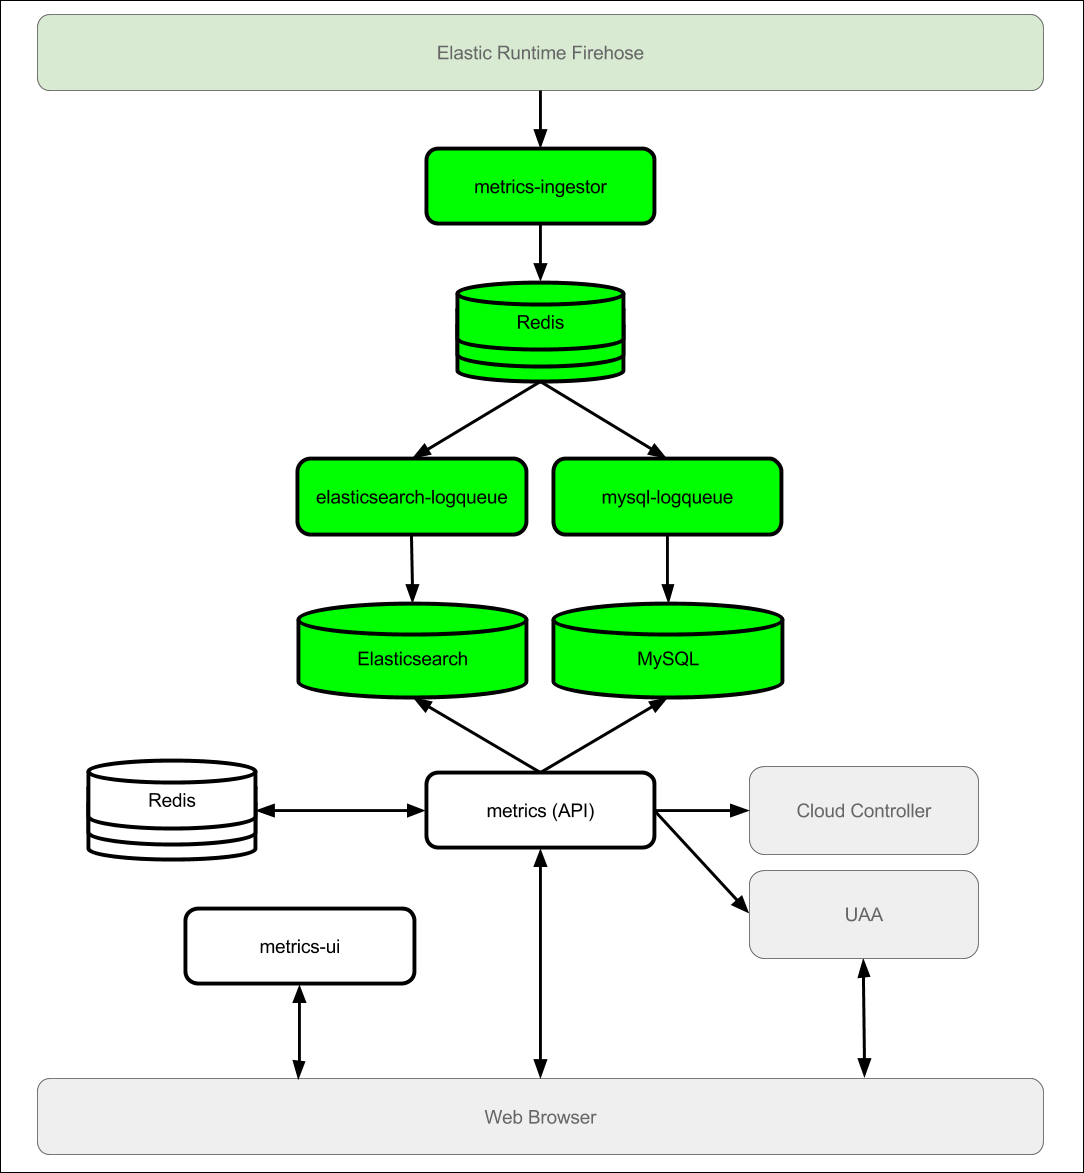 Elastic Runtime Firehose
metrics-ingestor
Redis
elasticsearch-logqueue
mysql-logqueue
Elasticsearch
MySQL
Redis
metrics (API)
Cloud Controller
UAA
metrics-ui
Web Browser